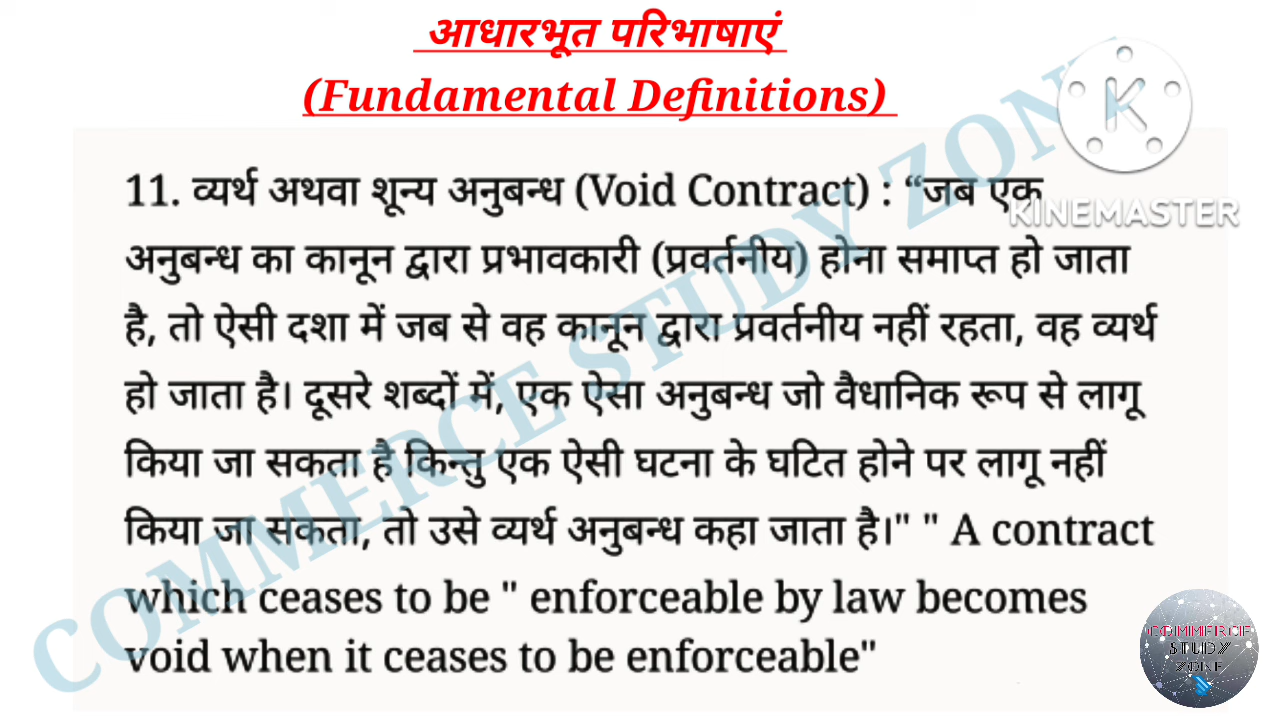 आधारभूत परिभाषाएं
(Fundamental Definitions)
11. व्यर्थ अथवा शून्य अनुबन्ध (Void Contract) : “जब एक
अनुबन्ध का कानून द्वारा प्रभावकारी (प्रवर्तनीय) होना समाप्त हो जाता
है, तो ऐसी दशा में जब से वह कानून द्वारा प्रवर्तनीय नहीं रहता, वह व्यर्थ
हो जाता है। दूसरे शब्दों में, एक ऐसा अनुबन्ध जो वैधानिक रूप से लागू
किया जा सकता है किन्तु एक ऐसी घटना के घटित होने पर लागू नहीं
किया जा सकता, तो उसे व्यर्थ अनुबन्ध कहा जाता है।" " A contract
which ceases to be " enforceable by law becomes
void when it ceases to be enforceable"
COMMERCE STUDY ZONE
K
KINEMASTER
COMMERCE
STUDY
ZONE